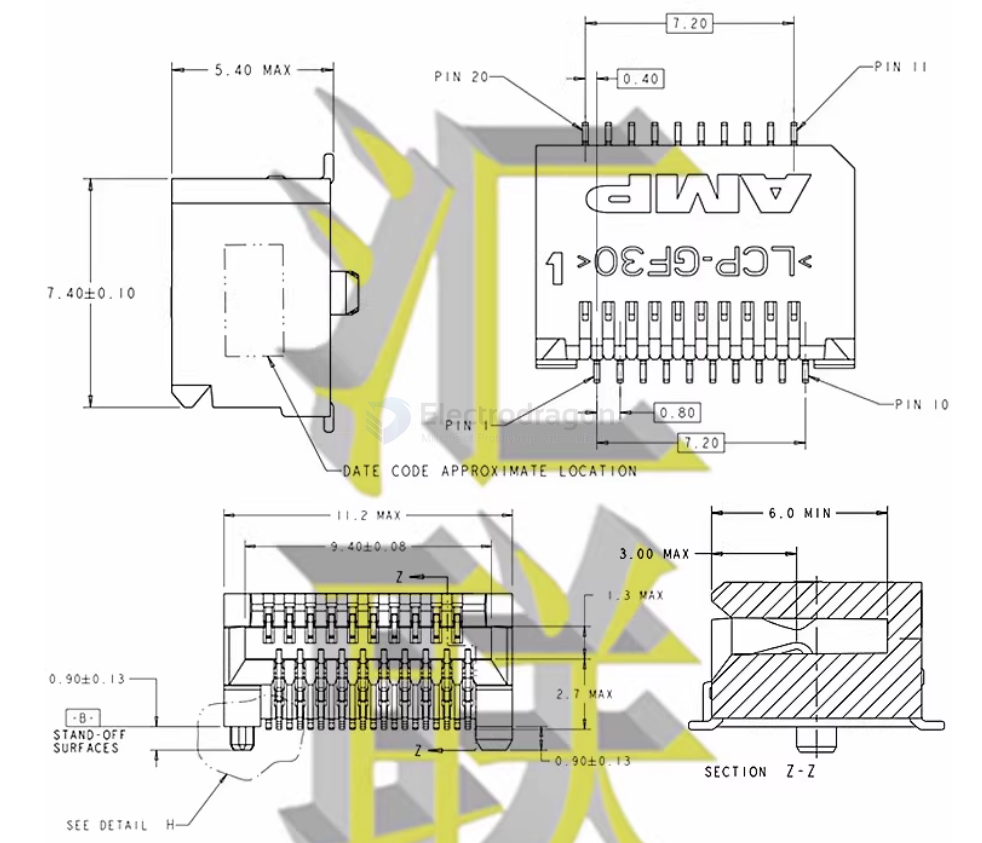 7.20
5.40 MAX
PIN 20
0.40
PIN 11
AMP
>LCP-GF30<
1
7.40±0.10
PIN 10
PIN 1
0.80
7.20
Electrodragon
DATE CODE APPROXIMATE LOCATION
11.2 MAX
6.0 MIN
9.40±0.08
3.00 MAX
Z
1.3 MAX
0.90±0.13
2.7 MAX
-B-
STAND-OFF
SURFACES
Z
0.90±0.13
SECTION Z-Z
SEE DETAIL H